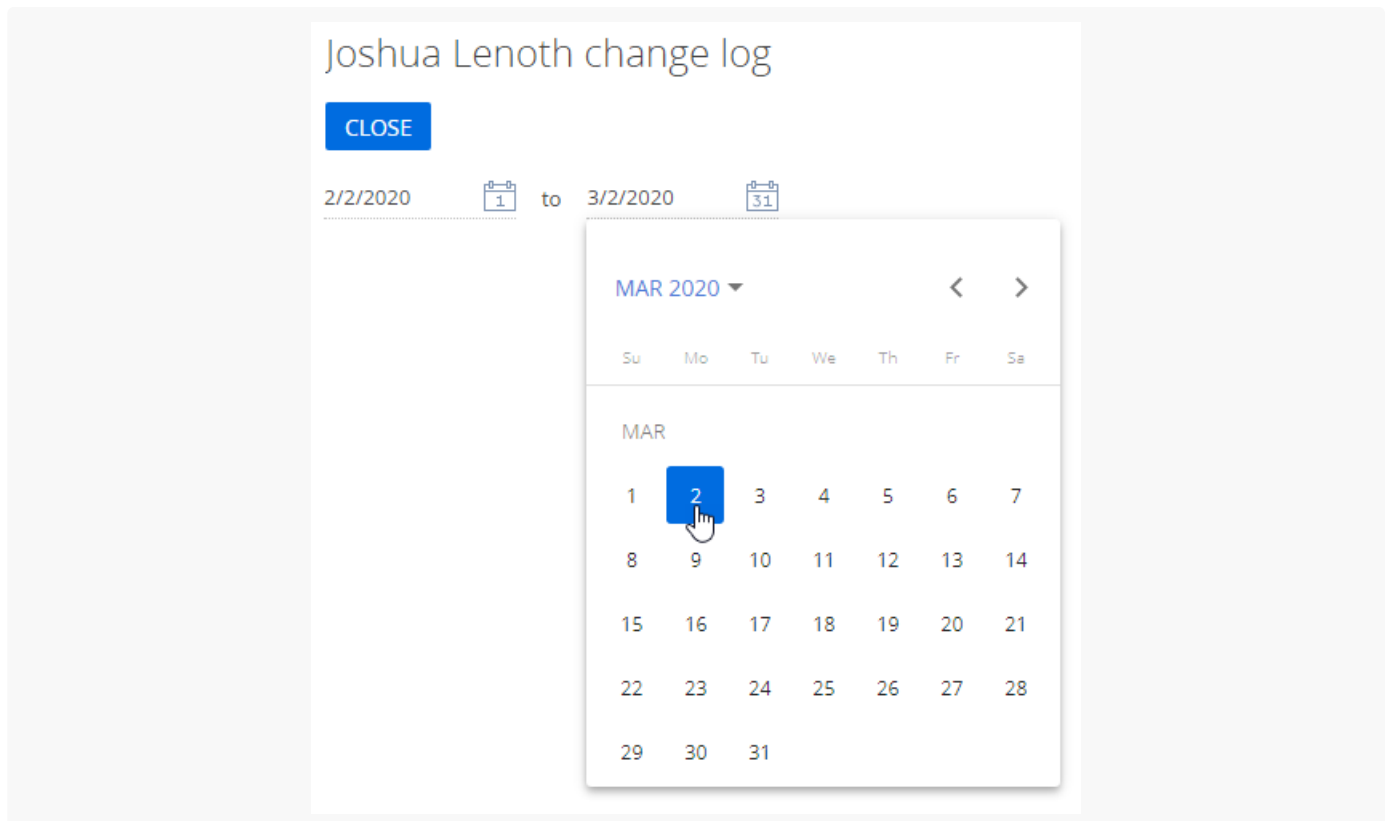 Joshua Lenoth change log
CLOSE
2/2/2020 1 to 3/2/2020 31
MAR 2020
Su Mo Tu We Th Fr Sa
MAR
1 2 3 4 5 6 7
8 9 10 11 12 13 14
15 16 17 18 19 20 21
22 23 24 25 26 27 28
29 30 31